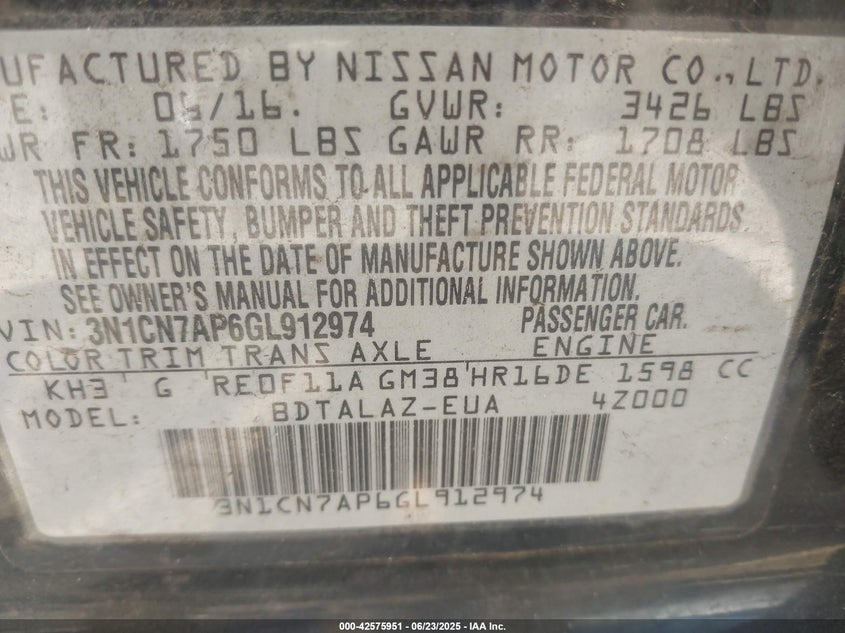 UFACTURED BY NISSAN MOTOR CO., LTD.
E: 06/16. GVWR: 3426 LBS
WR FR: 1750 LBS GAWR RR: 1708 LBS
THIS VEHICLE CONFORMS TO ALL APPLICABLE FEDERAL MOTOR
VEHICLE SAFETY, BUMPER AND THEFT PREVENTION STANDARDS
IN EFFECT ON THE DATE OF MANUFACTURE SHOWN ABOVE.
SEE OWNER'S MANUAL FOR ADDITIONAL INFORMATION.
VIN: 3N1CN7AP6GL912974 PASSENGER CAR.
COLOR TRIM TRANS AXLE ENGINE
KH3 G RE0F11A GM38 HR16DE 1598 CC
MODEL: BDTALAZ-EUA 4Z000
3N1CN7AP6GL912974
000-42575951 - 06/23/2025 - IAA Inc.